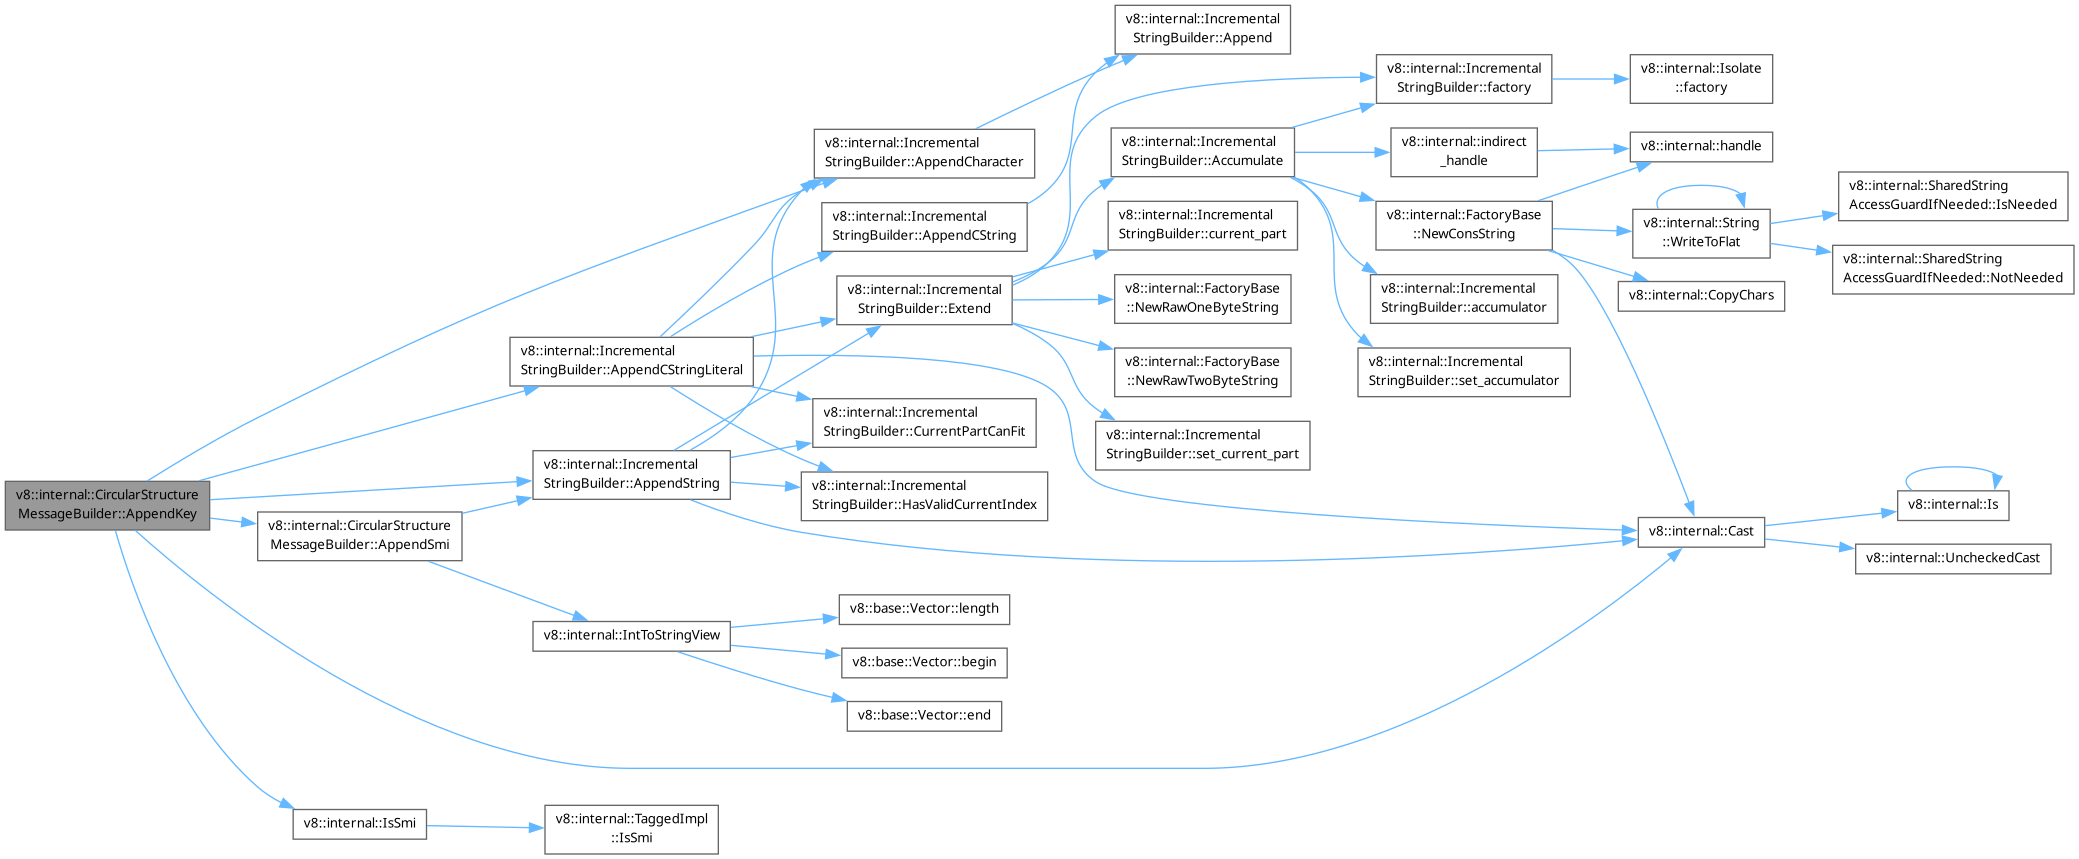 v8::internal::CircularStructure
MessageBuilder::AppendKey
v8::internal::Incremental
StringBuilder::AppendCharacter
v8::internal::Incremental
StringBuilder::Append
v8::internal::Incremental
StringBuilder::AppendCStringLiteral
v8::internal::Incremental
StringBuilder::AppendCString
v8::internal::Incremental
StringBuilder::Extend
v8::internal::Incremental
StringBuilder::Accumulate
v8::internal::Incremental
StringBuilder::factory
v8::internal::Isolate
::factory
v8::internal::indirect
_handle
v8::internal::handle
v8::internal::FactoryBase
::NewConsString
v8::internal::String
::WriteToFlat
v8::internal::SharedString
AccessGuardIfNeeded::IsNeeded
v8::internal::SharedString
AccessGuardIfNeeded::NotNeeded
v8::internal::CopyChars
v8::internal::Incremental
StringBuilder::accumulator
v8::internal::Incremental
StringBuilder::set_accumulator
v8::internal::Incremental
StringBuilder::current_part
v8::internal::FactoryBase
::NewRawOneByteString
v8::internal::FactoryBase
::NewRawTwoByteString
v8::internal::Incremental
StringBuilder::set_current_part
v8::internal::Incremental
StringBuilder::CurrentPartCanFit
v8::internal::Incremental
StringBuilder::HasValidCurrentIndex
v8::internal::Incremental
StringBuilder::AppendString
v8::internal::CircularStructure
MessageBuilder::AppendSmi
v8::internal::Cast
v8::internal::Is
v8::internal::UncheckedCast
v8::internal::IntToStringView
v8::base::Vector::length
v8::base::Vector::begin
v8::base::Vector::end
v8::internal::IsSmi
v8::internal::TaggedImpl
::IsSmi